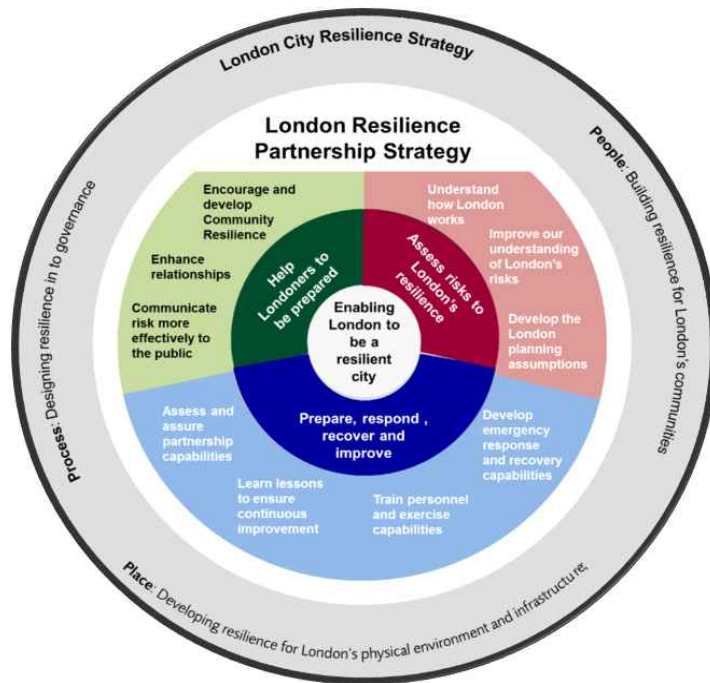 London City Resilience Strategy
People: Building resilience for London's communities
Place: Developing resilience for London's physical environment and infrastructure;
Process: Designing resilience in to governance
London Resilience
Partnership Strategy
Encourage and
develop
Community
Resilience
Enhance
relationships
Communicate
risk more
effectively to
the public
Understand
how London
works
Improve our
understanding
of London's
risks
Develop the
London
planning
assumptions
Help
Londoners to
be prepared
Assess risks to
London's
resilience
Enabling
London to
be a
resilient
city
Prepare, respond ,
recover and
improve
Assess and
assure
partnership
capabilities
Learn lessons
to ensure
continuous
improvement
Train personnel
and exercise
capabilities
Develop
emergency
response
and recovery
capabilities